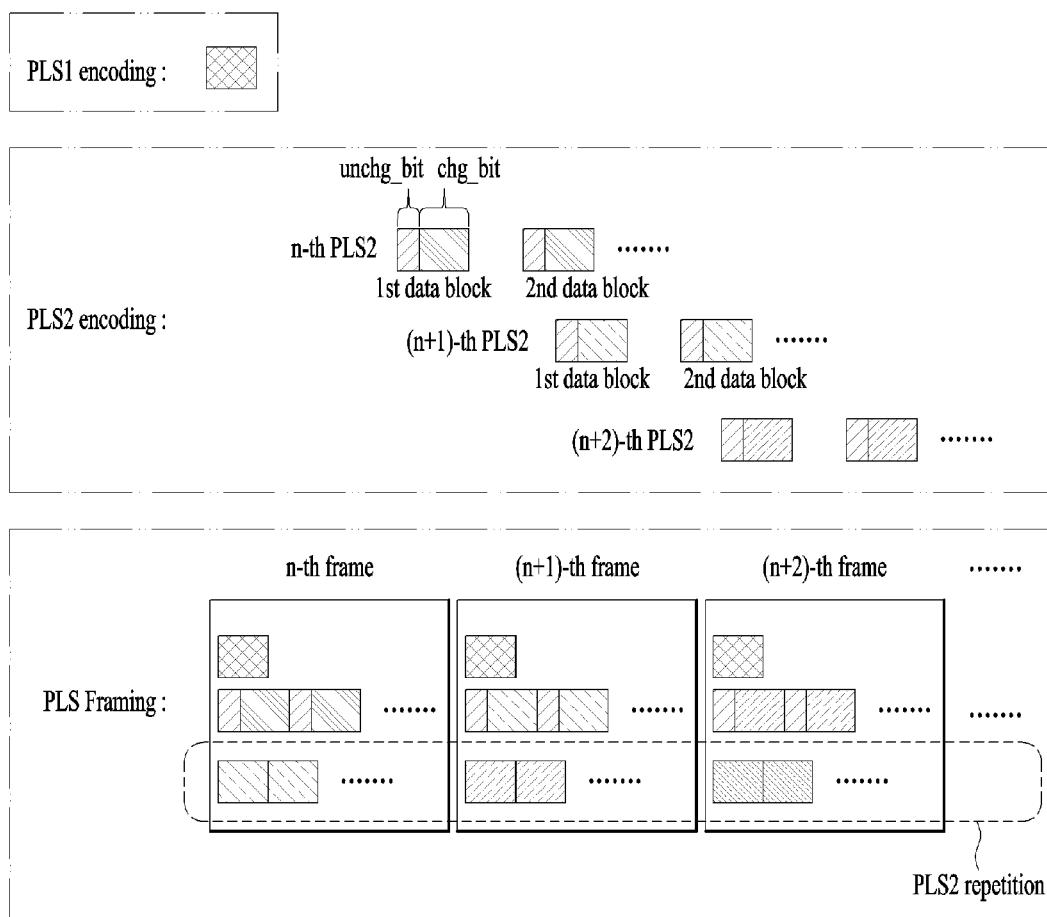 PLS1 encoding :
unchg_bit chg_bit
n-th PLS2 .......
1st data block 2nd data block
PLS2 encoding :
(n+1)-th PLS2 .......
1st data block 2nd data block
(n+2)-th PLS2 .......
n-th frame (n+1)-th frame (n+2)-th frame .......
PLS Framing : ....... ....... ....... .......
....... ....... .......
PLS2 repetition